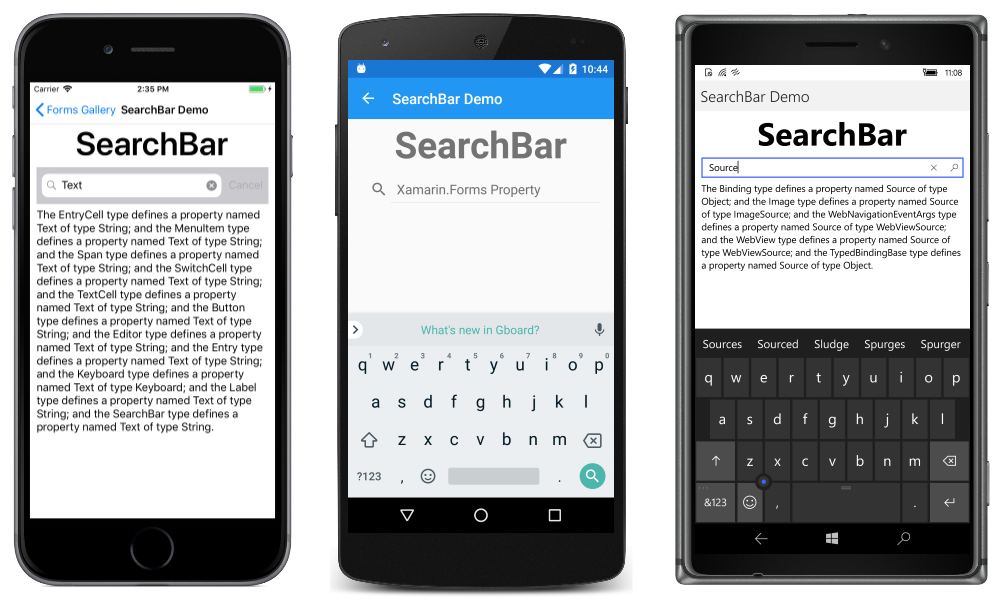 Carrier 2:35 PM
Forms Gallery SearchBar Demo
SearchBar
Text Cancel
The EntryCell type defines a property named
Text of type String; and the MenuItem type
defines a property named Text of type String;
and the Span type defines a property named
Text of type String; and the SwitchCell type
defines a property named Text of type String;
and the TextCell type defines a property
named Text of type String; and the Button
type defines a property named Text of type
String; and the Editor type defines a property
named Text of type String; and the Entry type
defines a property named Text of type String;
and the Keyboard type defines a property
named Text of type Keyboard; and the Label
type defines a property named Text of type
String; and the SearchBar type defines a
property named Text of type String.
10:44
SearchBar Demo
SearchBar
Xamarin.Forms Property
What's new in Gboard?
q1 w2 e3 r4 t5 y6 u7 i8 o9 p0
a s d f g h j k l
z x c v b n m
?123 , .
11:08
SearchBar Demo
SearchBar
Source
The Binding type defines a property named Source of type
Object; and the Image type defines a property named Source
of type ImageSource; and the WebNavigationEventArgs type
defines a property named Source of type WebViewSource;
and the WebView type defines a property named Source of
type WebViewSource; and the TypedBindingBase type defines
a property named Source of type Object.
Sources Sourced Sludge Spurges Spurger
q w e r t y u i o p
a s d f g h j k l
z x c v b n m
&123 , .